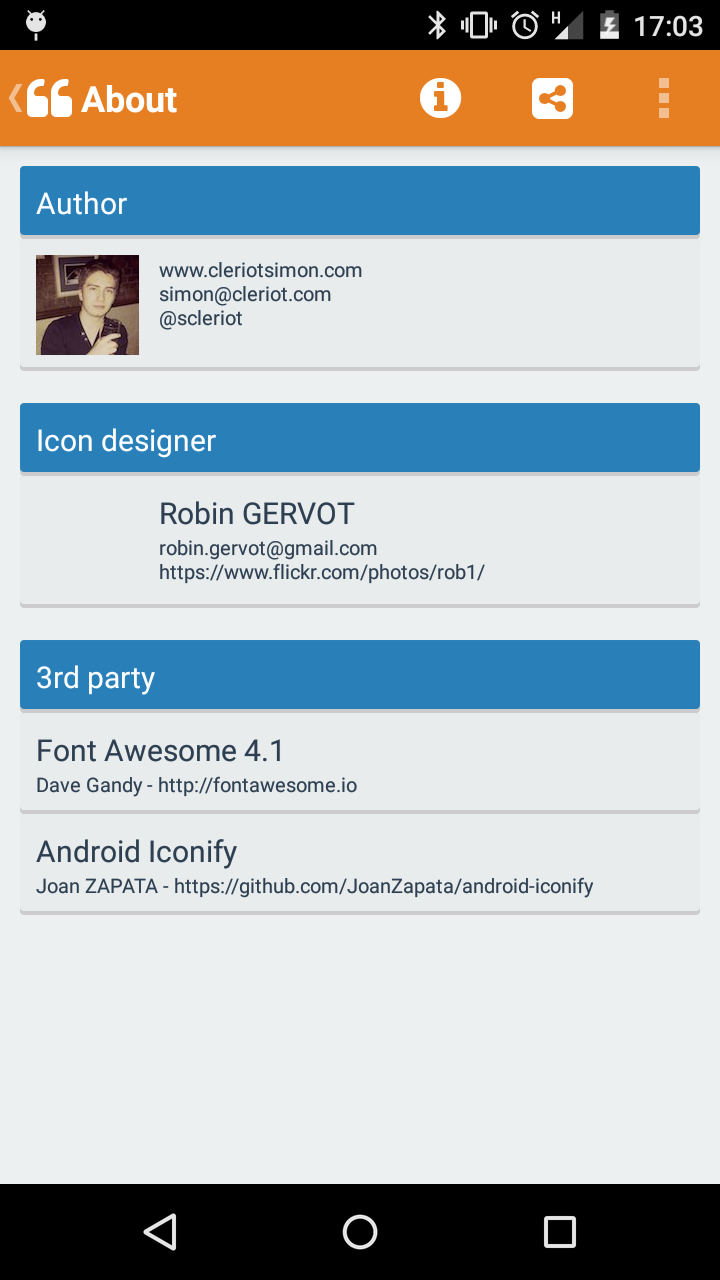 H
17:03
About
Author
www.cleriotsimon.com
simon@cleriot.com
@scleriot
Icon designer
Robin GERVOT
robin.gervot@gmail.com
https://www.flickr.com/photos/rob1/
3rd party
Font Awesome 4.1
Dave Gandy - http://fontawesome.io
Android Iconify
Joan ZAPATA - https://github.com/JoanZapata/android-iconify